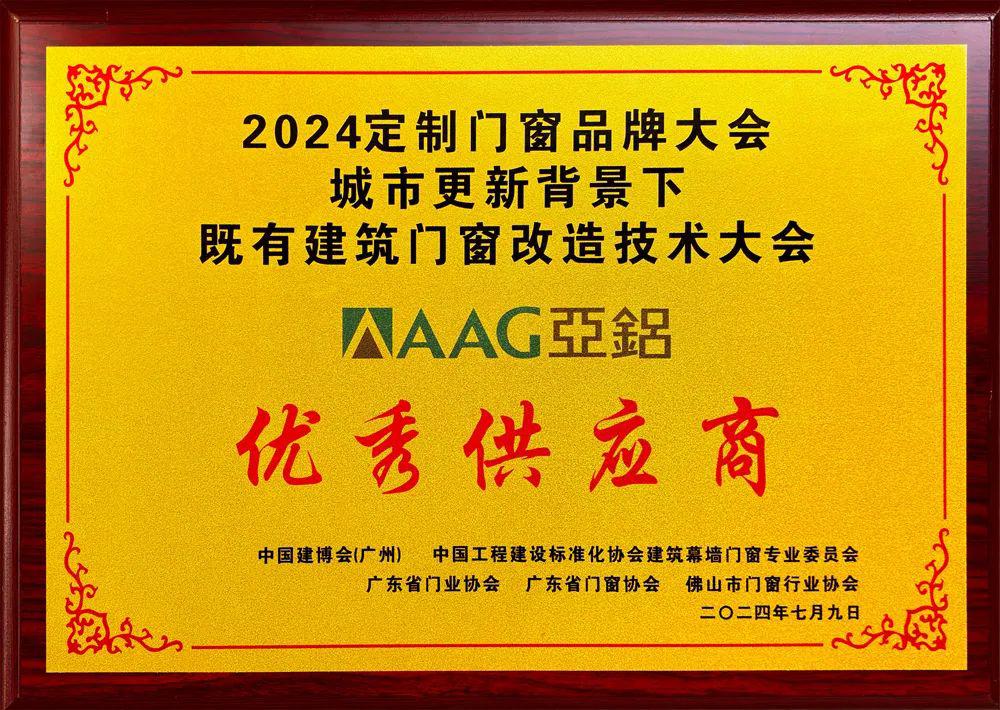 2024定制门窗品牌大会
城市更新背景下
既有建筑门窗改造技术大会
AAG亞鋁
优秀供应商
中国建博会(广州) 中国工程建设标准化协会建筑幕墙门窗专业委员会
广东省门业协会 广东省门窗协会 佛山市门窗行业协会
二〇二四年七月九日